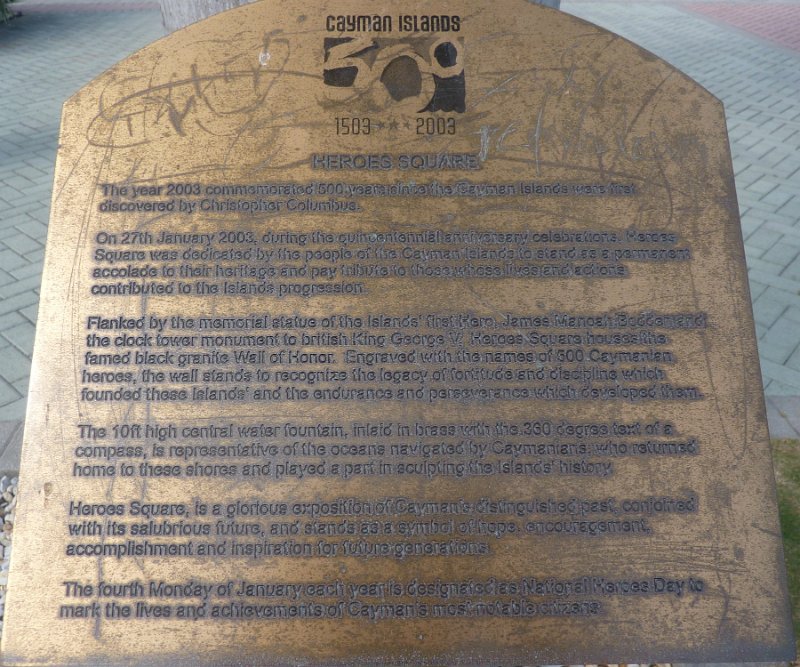 CAYMAN ISLANDS
500
1503 *** 2003
HEROES SQUARE
The year 2003 commemorated 500 years since the Cayman Islands were first
discovered by Christopher Columbus.
On 27th January 2003, during the quincentennial anniversary celebrations, Heroes
Square was dedicated by the people of the Cayman Islands to stand as a permanent
accolade to their heritage and pay tribute to those whose lives and actions
contributed to the Islands progression.
Flanked by the memorial statue of the Islands' first Hero, James Manoah Bodden and
the clock tower monument to british King George V, Heroes Square houses the
famed black granite Wall of Honor. Engraved with the names of 500 Caymanian
heroes, the wall stands to recognize the legacy of fortitude and discipline which
founded these Islands' and the endurance and perseverance which developed them.
The 10ft high central water fountain, inlaid in brass with the 360 degree text of a
compass, is representative of the oceans navigated by Caymanians, who returned
home to these shores and played a part in sculpting the Islands' history.
Heroes Square, is a glorious exposition of Cayman's distinguished past, conjoined
with its salubrious future, and stands as a symbol of hope, encouragement,
accomplishment and inspiration for future generations.
The fourth Monday of January each year is designated as National Heroes Day to
mark the lives and achievements of Cayman's most notable citizens.